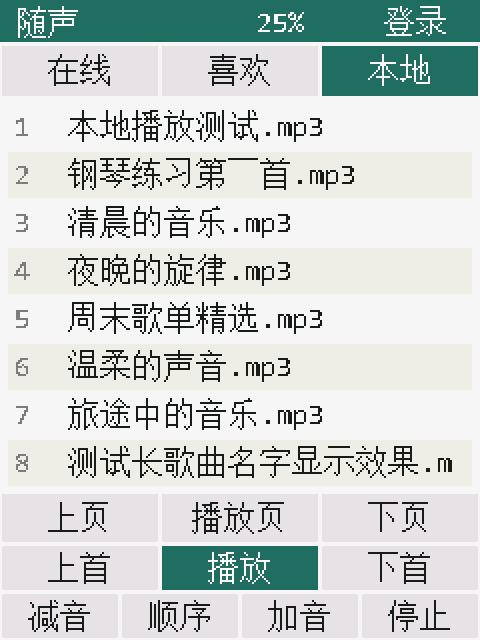 随声 25% 登录
在线 喜欢 本地
1 本地播放测试.mp3
2 钢琴练习第一首.mp3
3 清晨的音乐.mp3
4 夜晚的旋律.mp3
5 周末歌单精选.mp3
6 温柔的声音.mp3
7 旅途中的音乐.mp3
8 测试长歌曲名字显示效果.m
上页 播放页 下页
上首 播放 下首
减音 顺序 加音 停止